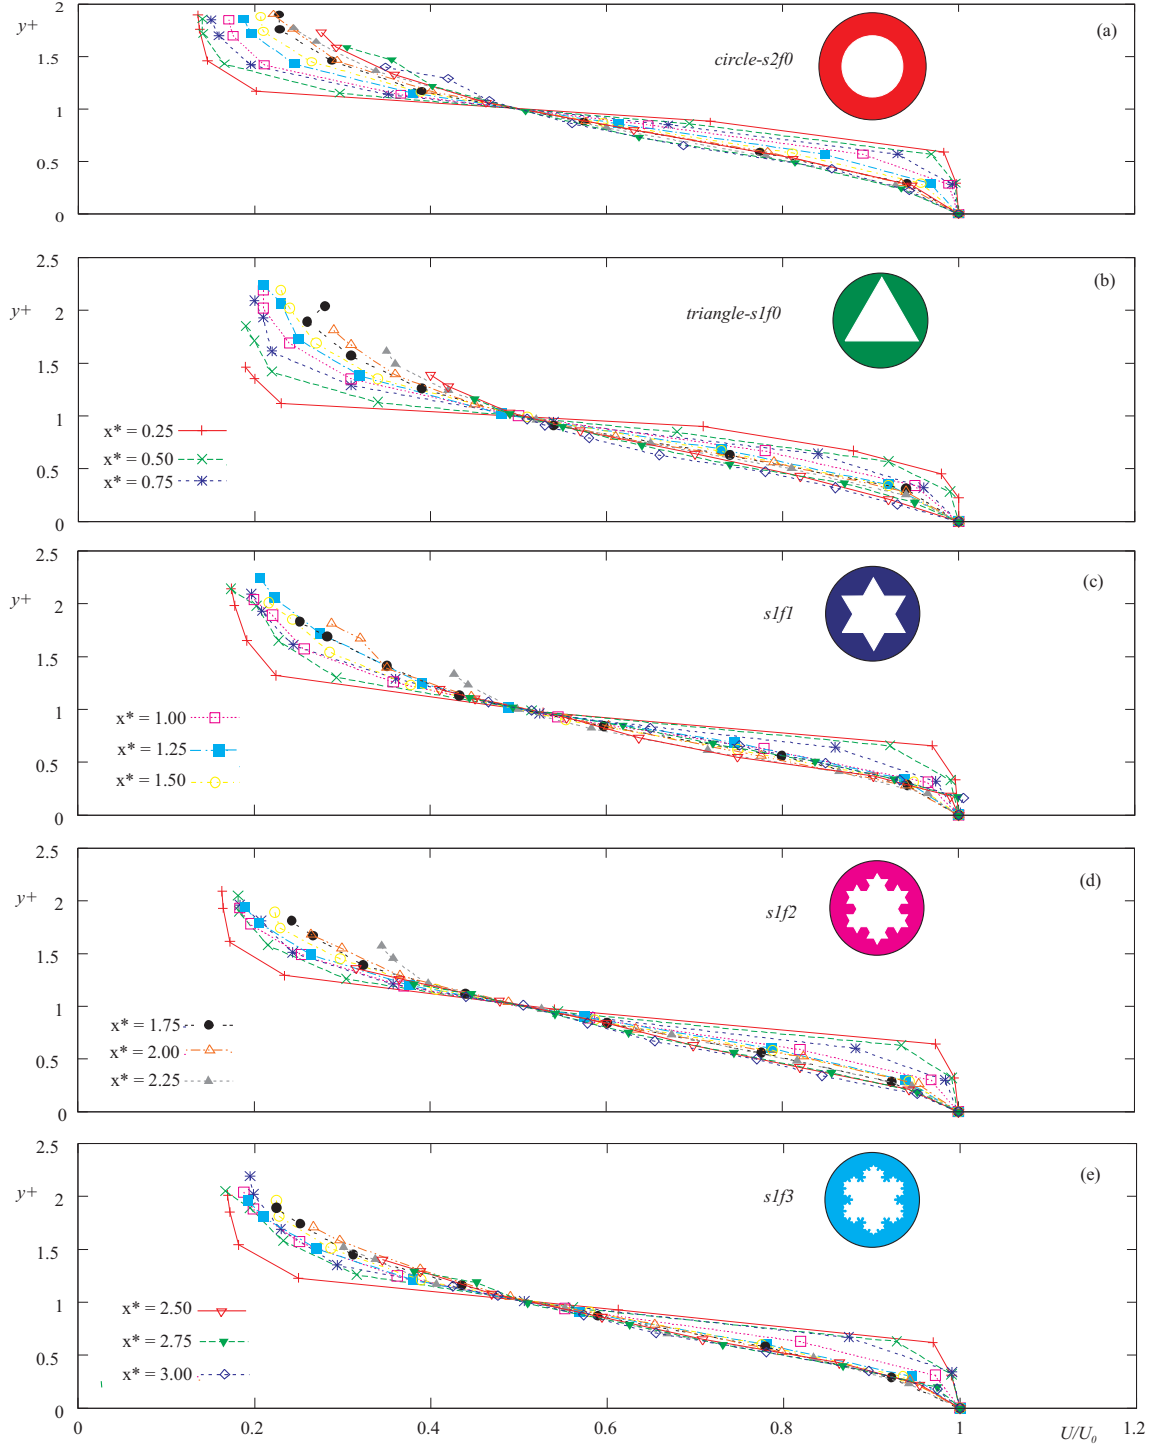 y+
2
1.5
1
0.5
0
(a)
circle-s2f0
y+
2.5
2
1.5
1
0.5
0
(b)
triangle-s1f0
x* = 0.25
x* = 0.50
x* = 0.75
y+
2.5
2
1.5
1
0.5
0
(c)
s1f1
x* = 1.00
x* = 1.25
x* = 1.50
y+
2.5
2
1.5
1
0.5
0
(d)
s1f2
x* = 1.75
x* = 2.00
x* = 2.25
y+
2.5
2
1.5
1
0.5
0
(e)
s1f3
x* = 2.50
x* = 2.75
x* = 3.00
0 0.2 0.4 0.6 0.8 1 U/U₀ 1.2